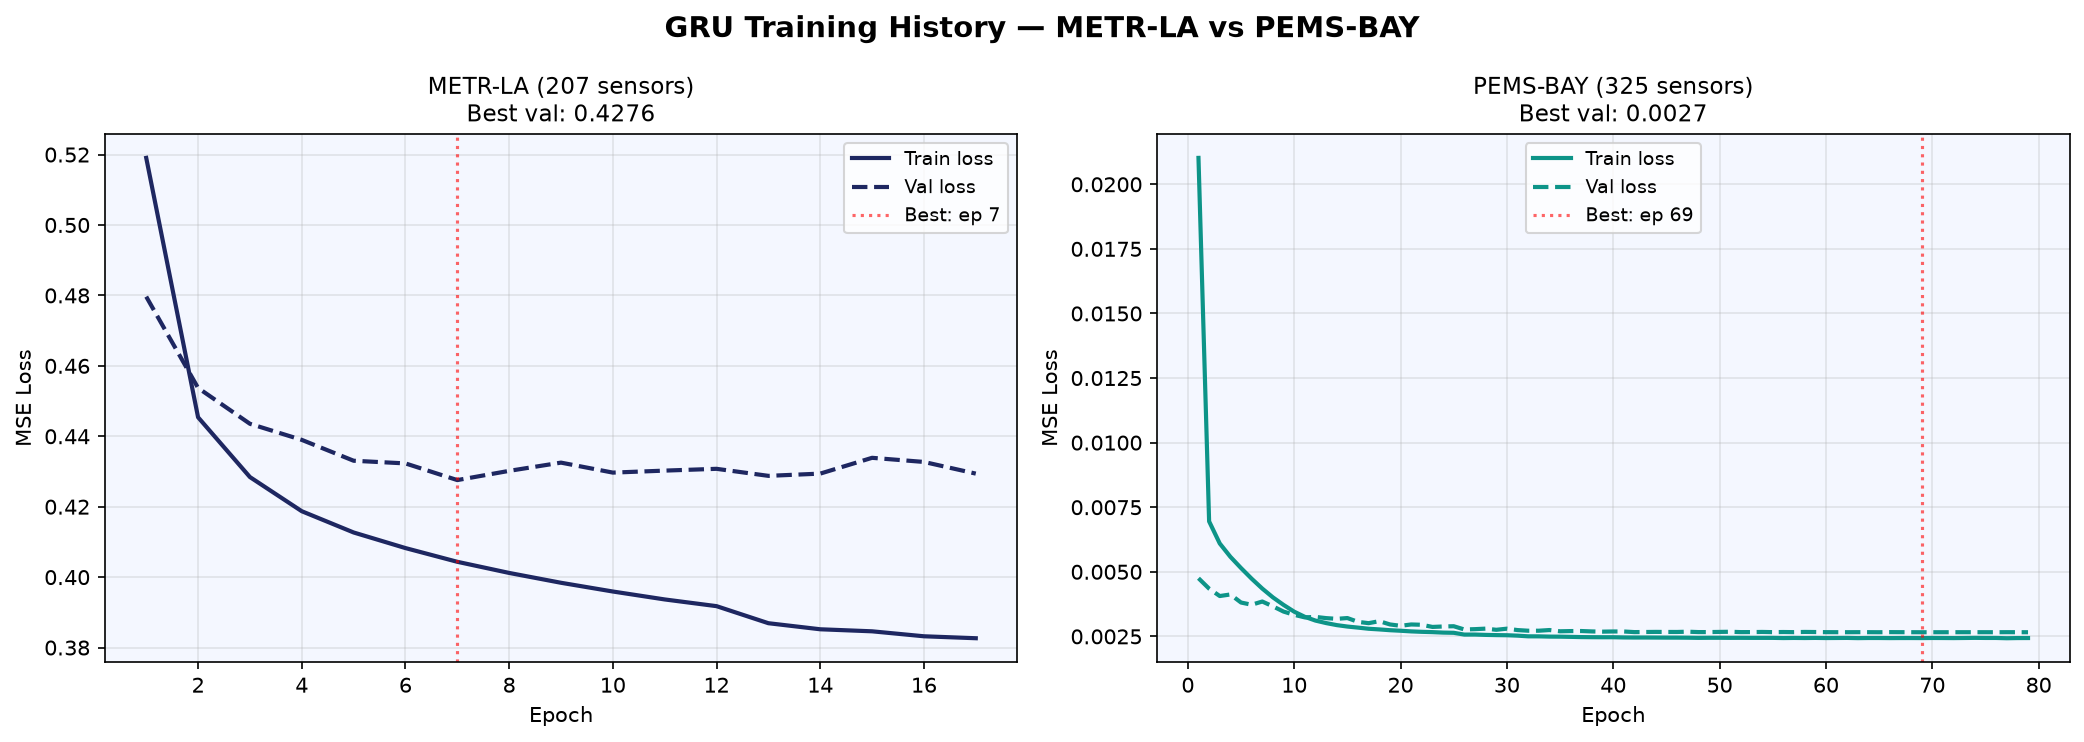 GRU Training History — METR-LA vs PEMS-BAY
METR-LA (207 sensors)
Best val: 0.4276
MSE Loss
0.52
0.50
0.48
0.46
0.44
0.42
0.40
0.38
Train loss
Val loss
Best: ep 7
2 4 6 8 10 12 14 16
Epoch
PEMS-BAY (325 sensors)
Best val: 0.0027
MSE Loss
0.0200
0.0175
0.0150
0.0125
0.0100
0.0075
0.0050
0.0025
Train loss
Val loss
Best: ep 69
0 10 20 30 40 50 60 70 80
Epoch